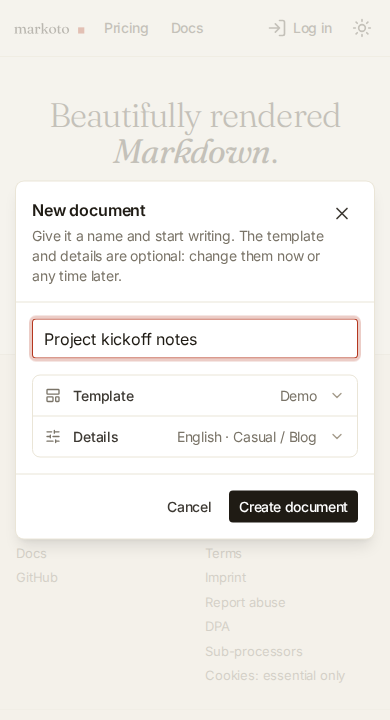 markoto
Pricing
Docs
Log in
Beautifully rendered
Markdown.
New document
Give it a name and start writing. The template
and details are optional: change them now or
any time later.
Project kickoff notes
Template
Demo
Details
English · Casual / Blog
Cancel
Create document
Docs
GitHub
Terms
Imprint
Report abuse
DPA
Sub-processors
Cookies: essential only